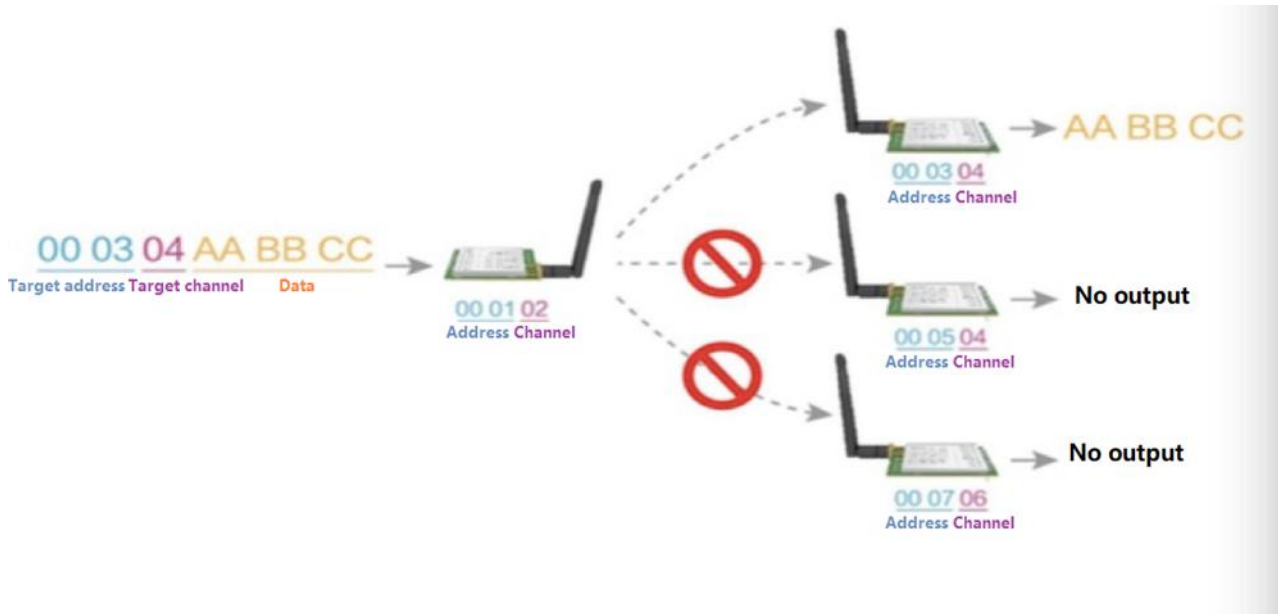 00 03 04 AA BB CC
Target address Target channel Data
00 01 02
Address Channel
AA BB CC
00 03 04
Address Channel
No output
00 05 04
Address Channel
No output
00 07 06
Address Channel